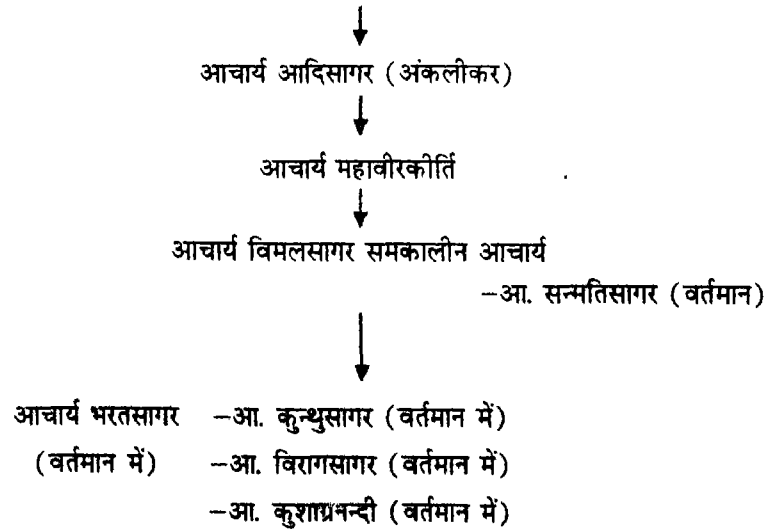 आचार्य आदिसागर (अंकलीकर)
आचार्य महावीरकीर्ति
आचार्य विमलसागर समकालीन आचार्य
–आ. सन्मतिसागर (वर्तमान)
आचार्य भरतसागर –आ. कुन्थुसागर (वर्तमान में)
(वर्तमान में) –आ. विरागसागर (वर्तमान में)
–आ. कुशाग्रनन्दी (वर्तमान में)